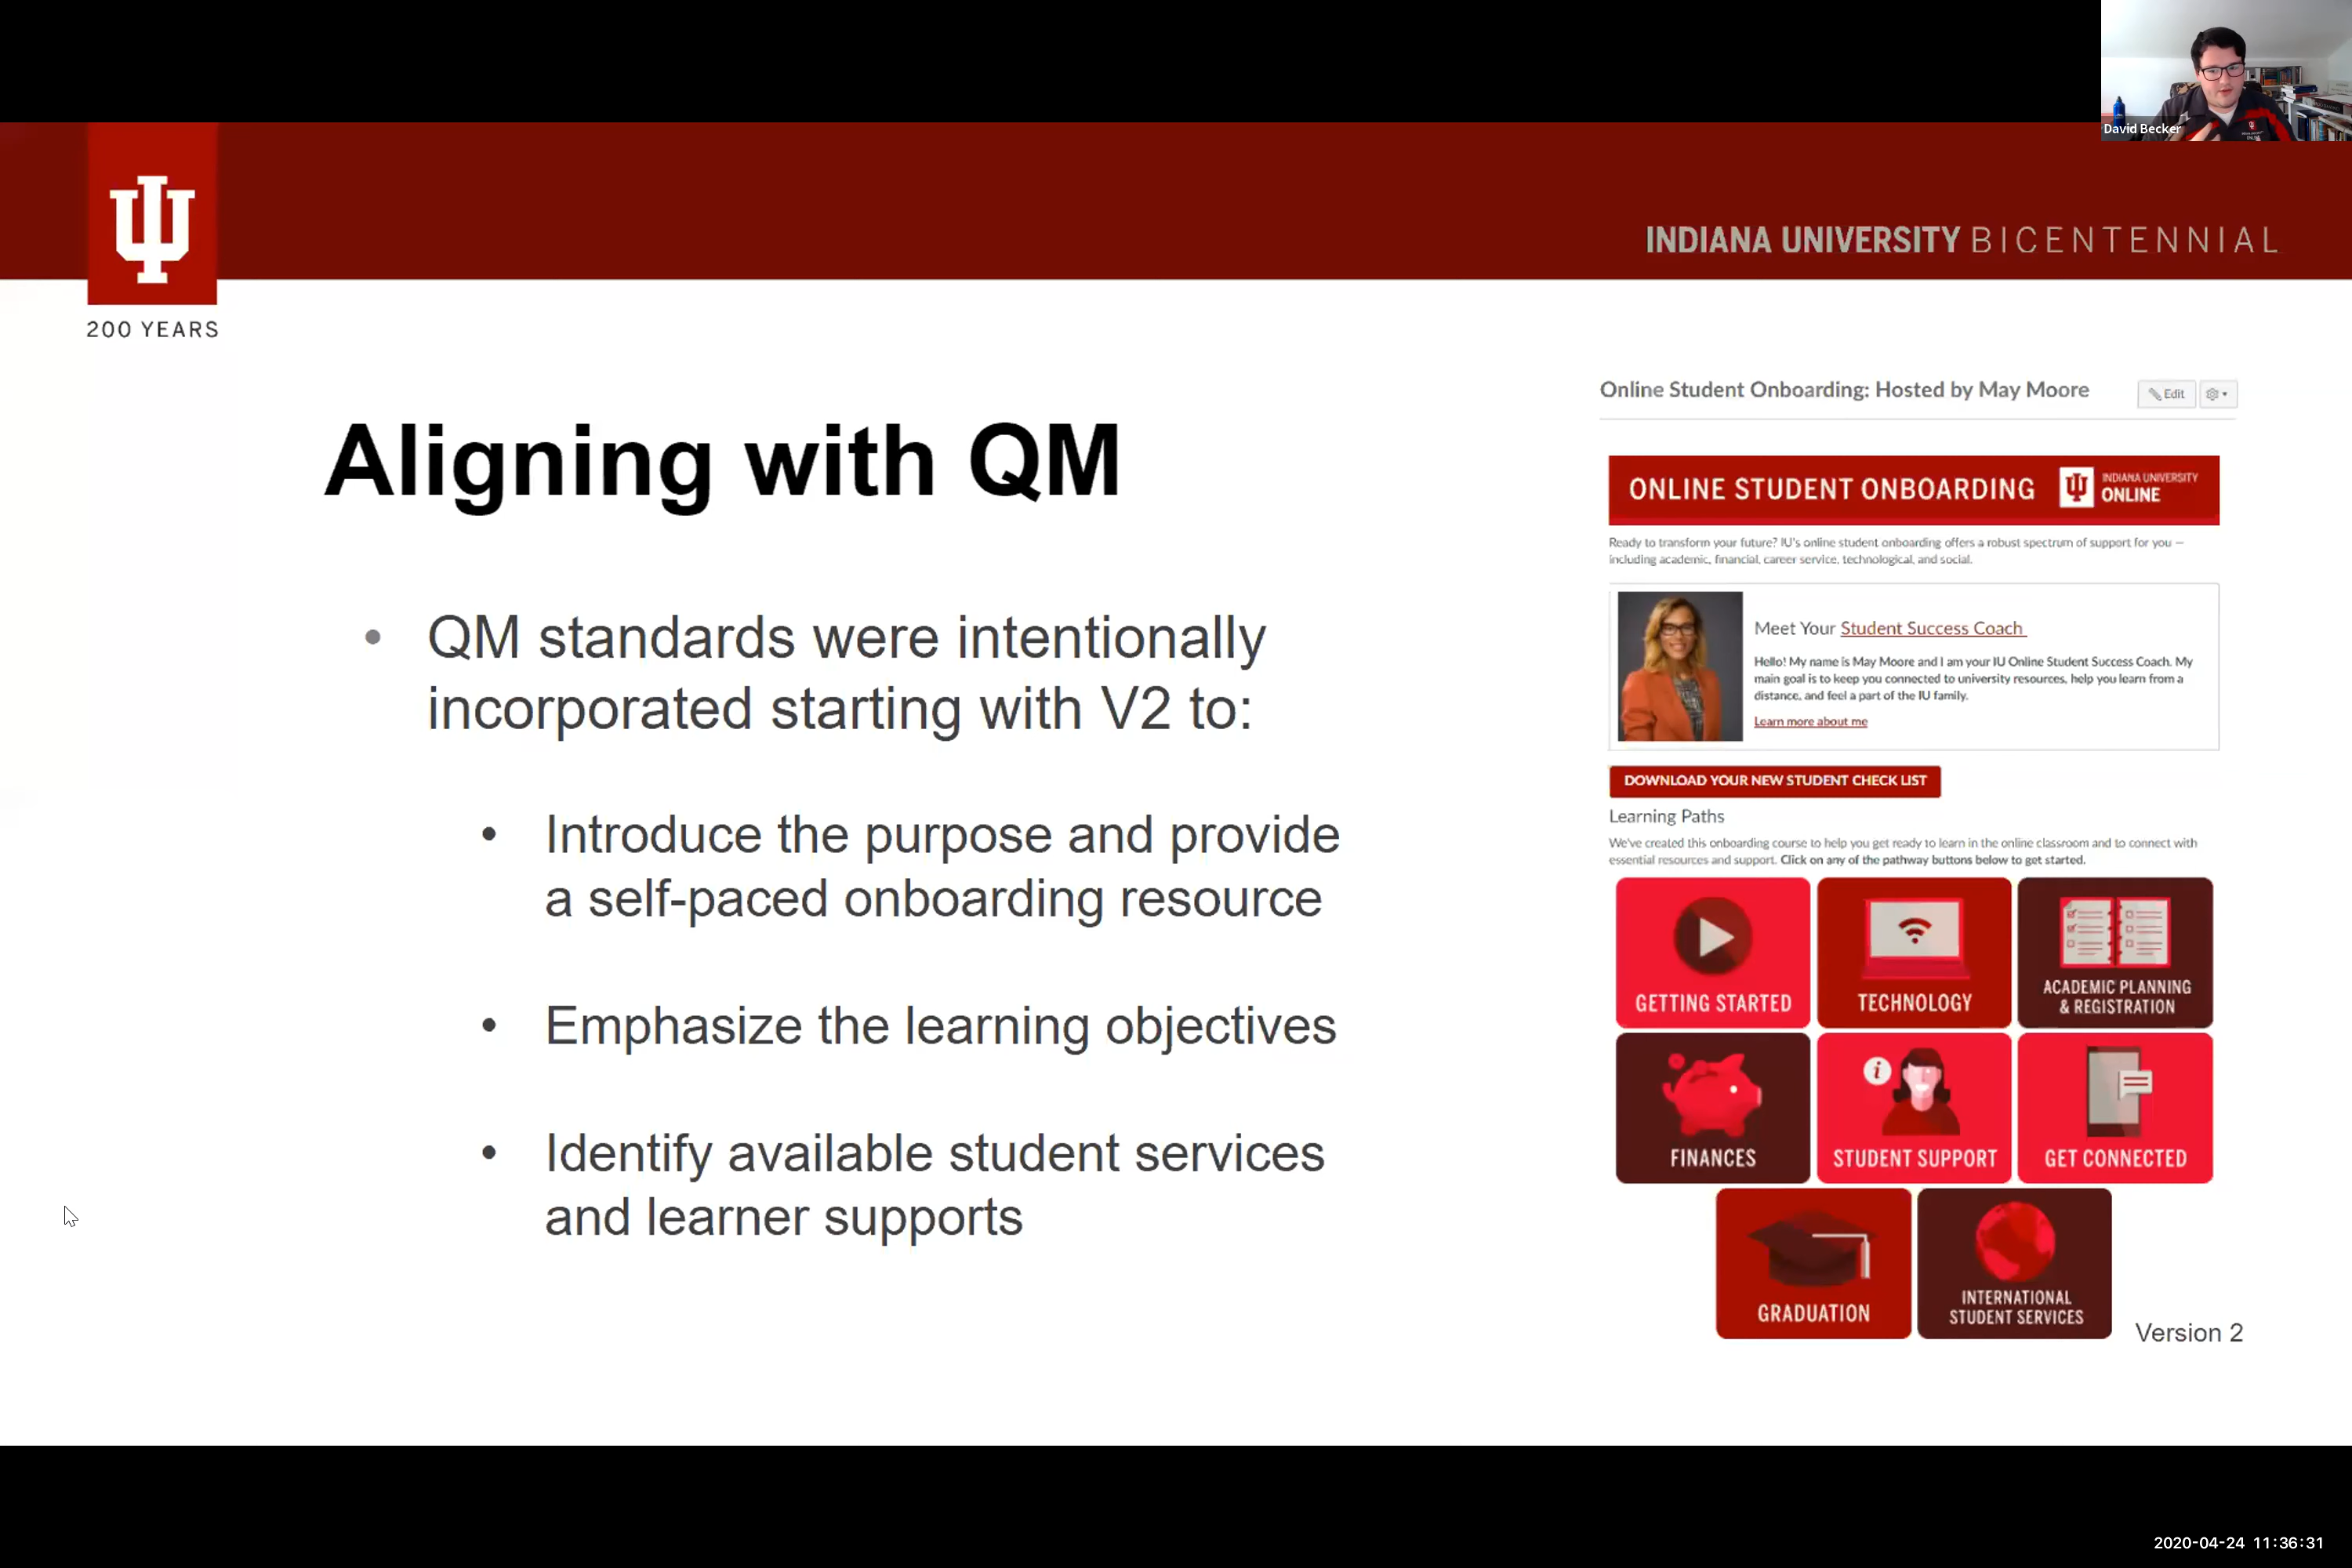 David Becker
INDIANA UNIVERSITY BICENTENNIAL
200 YEARS
Aligning with QM
• QM standards were intentionally
incorporated starting with V2 to:
• Introduce the purpose and provide
a self-paced onboarding resource
• Emphasize the learning objectives
• Identify available student services
and learner supports
Online Student Onboarding: Hosted by May Moore
Edit
ONLINE STUDENT ONBOARDING
INDIANA UNIVERSITY
ONLINE
Ready to transform your future? IU's online student onboarding offers a robust spectrum of support for you –
including academic, financial, career service, technological, and social.
Meet Your Student Success Coach
Hello! My name is May Moore and I am your IU Online Student Success Coach. My
main goal is to keep you connected to university resources, help you learn from a
distance, and feel a part of the IU family.
Learn more about me
DOWNLOAD YOUR NEW STUDENT CHECK LIST
Learning Paths
We've created this onboarding course to help you get ready to learn in the online classroom and to connect with
essential resources and support. Click on any of the pathway buttons below to get started.
GETTING STARTED
TECHNOLOGY
ACADEMIC PLANNING
& REGISTRATION
FINANCES
STUDENT SUPPORT
GET CONNECTED
GRADUATION
INTERNATIONAL
STUDENT SERVICES
Version 2
2020-04-24 11:36:31